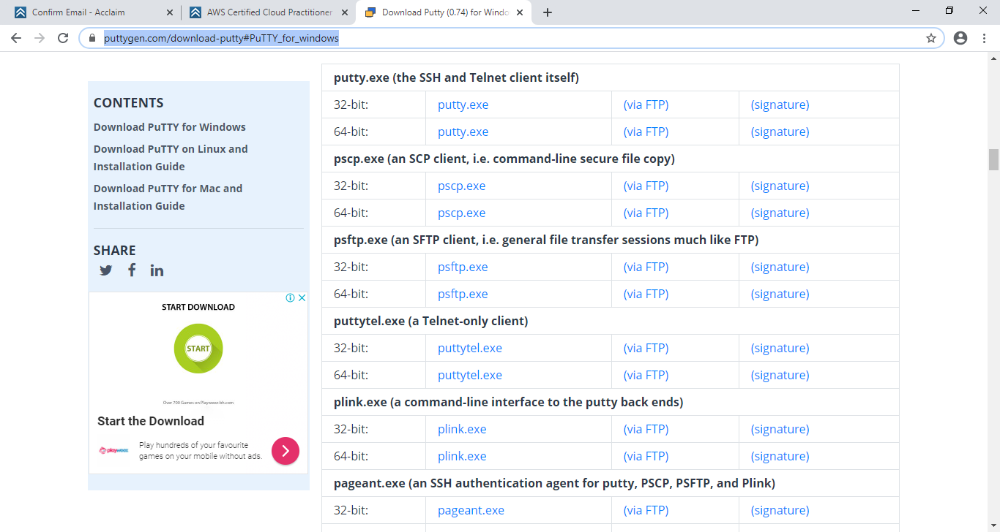 Confirm Email - Acclaim
AWS Certified Cloud Practitioner
Download Putty (0.74) for Windo
puttygen.com/download-putty#PuTTY_for_windows
CONTENTS
Download PuTTY for Windows
Download PuTTY on Linux and
Installation Guide
Download PuTTY for Mac and
Installation Guide
SHARE
START DOWNLOAD
START
Over 700 Games on Playweez-bh.com
Start the Download
playweez
Play hundreds of your favourite
games on your mobile without ads.
putty.exe (the SSH and Telnet client itself)
32-bit: putty.exe (via FTP) (signature)
64-bit: putty.exe (via FTP) (signature)
pscp.exe (an SCP client, i.e. command-line secure file copy)
32-bit: pscp.exe (via FTP) (signature)
64-bit: pscp.exe (via FTP) (signature)
psftp.exe (an SFTP client, i.e. general file transfer sessions much like FTP)
32-bit: psftp.exe (via FTP) (signature)
64-bit: psftp.exe (via FTP) (signature)
puttytel.exe (a Telnet-only client)
32-bit: puttytel.exe (via FTP) (signature)
64-bit: puttytel.exe (via FTP) (signature)
plink.exe (a command-line interface to the putty back ends)
32-bit: plink.exe (via FTP) (signature)
64-bit: plink.exe (via FTP) (signature)
pageant.exe (an SSH authentication agent for putty, PSCP, PSFTP, and Plink)
32-bit: pageant.exe (via FTP) (signature)